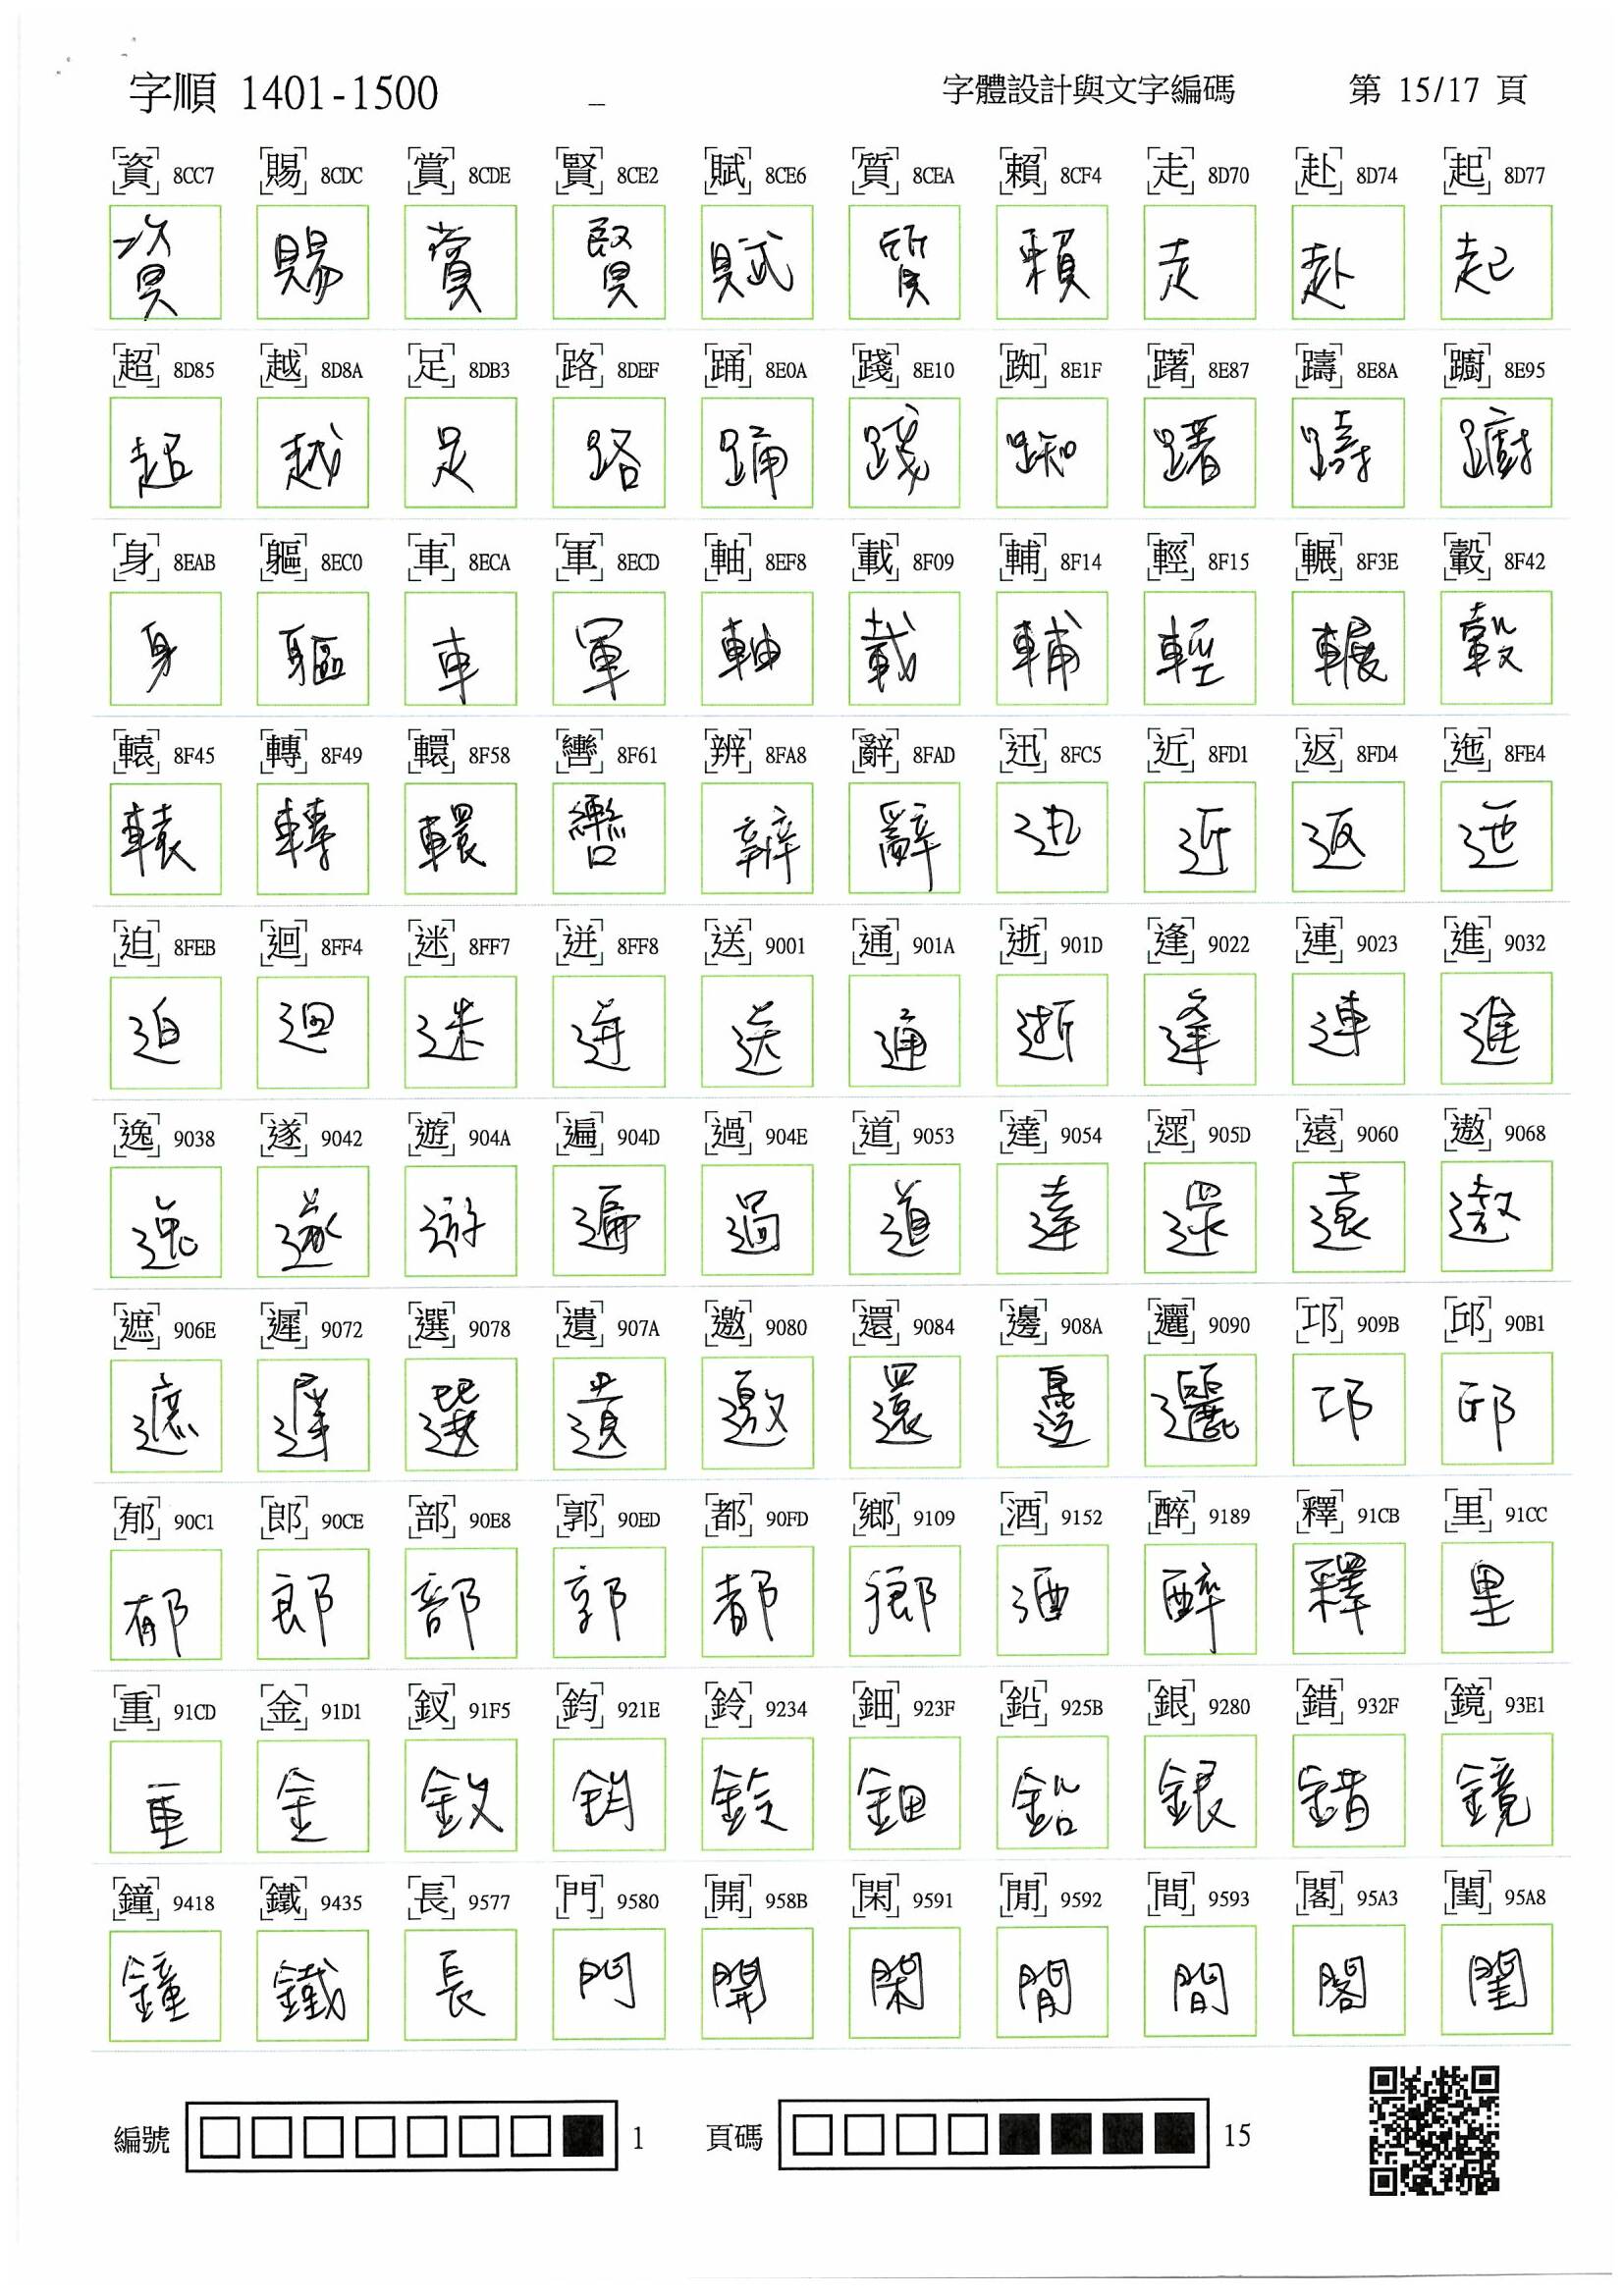 字順 1401-1500 字體設計與文字編碼 第 15/17 頁
資 8CC7 賜 8CDC 賞 8CDE 賢 8CE2 賦 8CE6 質 8CEA 賴 8CF4 走 8D70 赴 8D74 起 8D77
資 賜 賞 賢 賦 質 賴 走 赴 起
超 8D85 越 8D8A 足 8DB3 路 8DEF 踊 8E0A 踐 8E10 踟 8E1F 躇 8E87 躊 8E8A 躕 8E95
超 越 足 路 踊 踐 踟 躇 躊 躕
身 8EAB 軀 8EC0 車 8ECA 軍 8ECD 軸 8EF8 載 8F09 輔 8F14 輕 8F15 輾 8F3E 轂 8F42
身 軀 車 軍 軸 載 輔 輕 輾 轂
轅 8F45 轉 8F49 轘 8F58 轡 8F61 辨 8FA8 辭 8FAD 迅 8FC5 近 8FD1 返 8FD4 迤 8FE4
轅 轉 轘 轡 辨 辭 迅 近 返 迤
迫 8FEB 迴 8FF4 迷 8FF7 迸 8FF8 送 9001 通 901A 逝 901D 逢 9022 連 9023 進 9032
迫 迴 迷 迸 送 通 逝 逢 連 進
逸 9038 遂 9042 遊 904A 遍 904D 過 904E 道 9053 達 9054 遝 905D 遠 9060 遨 9068
逸 遂 遊 遍 過 道 達 遝 遠 遨
遮 906E 遲 9072 選 9078 遺 907A 邀 9080 還 9084 邊 908A 邐 9090 邛 909B 邱 90B1
遮 遲 選 遺 邀 還 邊 邐 邛 邱
郁 90C1 郎 90CE 部 90E8 郭 90ED 都 90FD 鄉 9109 酒 9152 醉 9189 釋 91CB 里 91CC
郁 郎 部 郭 都 鄉 酒 醉 釋 里
重 91CD 金 91D1 釵 91F5 鈞 921E 鈴 9234 鈿 923F 鉛 925B 銀 9280 錯 932F 鏡 93E1
重 金 釵 鈞 鈴 鈿 鉛 銀 錯 鏡
鐘 9418 鐵 9435 長 9577 門 9580 開 958B 閑 9591 閒 9592 間 9593 閣 95A3 閨 95A8
鐘 鐵 長 門 開 閑 閒 間 閣 閨
編號 1 頁碼 15